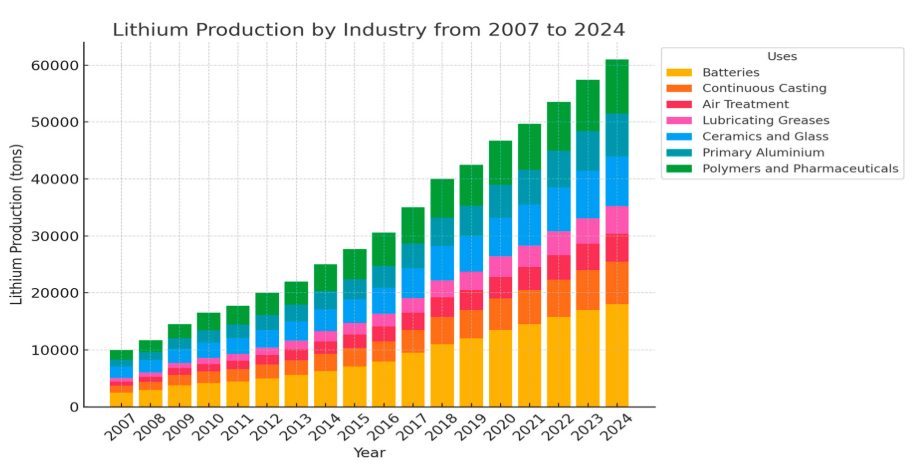 Lithium Production by Industry from 2007 to 2024
Uses
Batteries
Continuous Casting
Air Treatment
Lubricating Greases
Ceramics and Glass
Primary Aluminium
Polymers and Pharmaceuticals
Lithium Production (tons)
60000
50000
40000
30000
20000
10000
0
2007 2008 2009 2010 2011 2012 2013 2014 2015 2016 2017 2018 2019 2020 2021 2022 2023 2024
Year